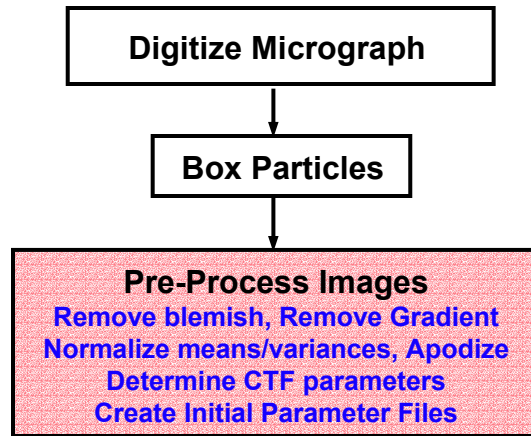 Digitize Micrograph
Box Particles
Pre-Process Images
Remove blemish, Remove Gradient
Normalize means/variances, Apodize
Determine CTF parameters
Create Initial Parameter Files